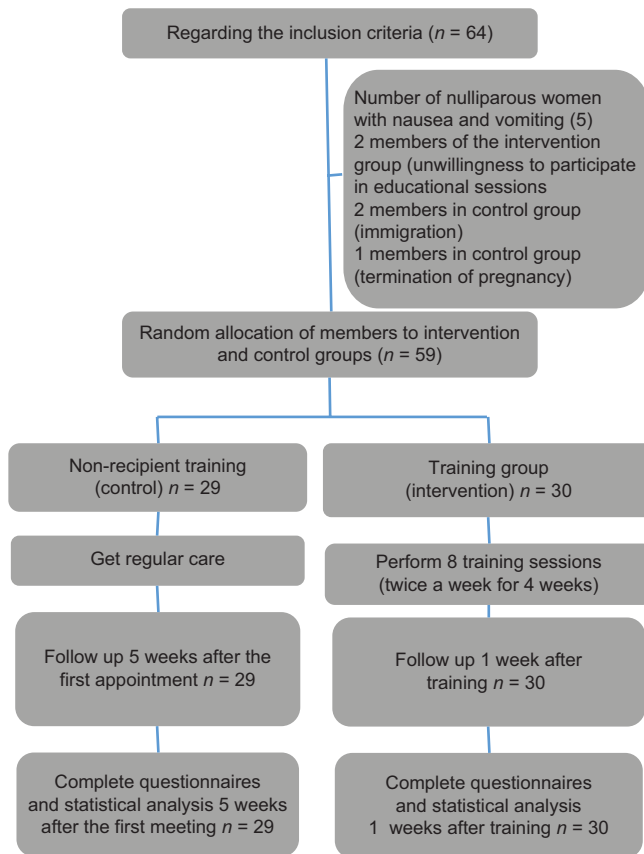 Regarding the inclusion criteria (n = 64)
Number of nulliparous women
with nausea and vomiting (5)
2 members of the intervention
group (unwillingness to participate
in educational sessions
2 members in control group
(immigration)
1 members in control group
(termination of pregnancy)
Random allocation of members to intervention
and control groups (n = 59)
Non-recipient training
(control) n = 29
Get regular care
Follow up 5 weeks after the
first appointment n = 29
Complete questionnaires
and statistical analysis 5 weeks
after the first meeting n = 29
Training group
(intervention) n = 30
Perform 8 training sessions
(twice a week for 4 weeks)
Follow up 1 week after
training n = 30
Complete questionnaires
and statistical analysis
1 weeks after training n = 30